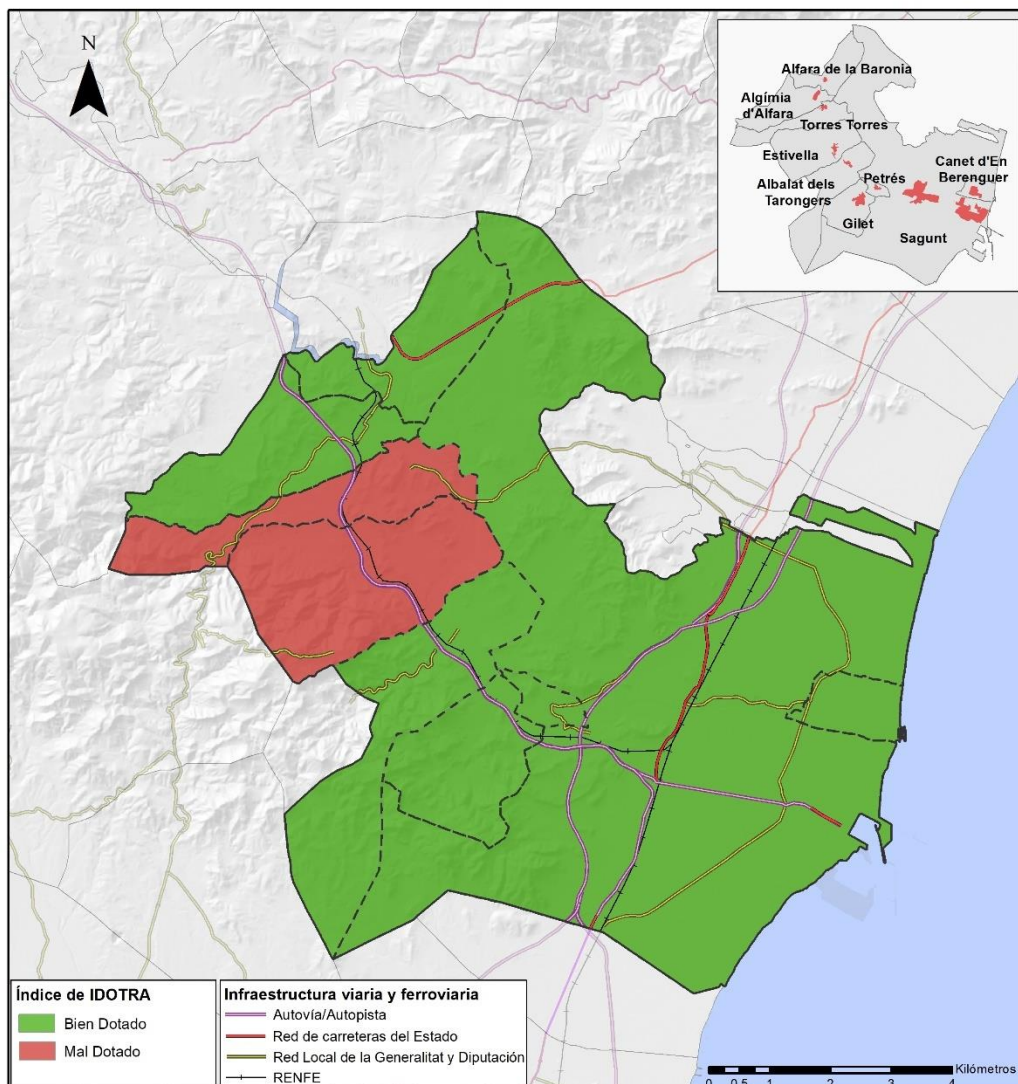 N
Alfara de la Baronia
Algímia
d'Alfara
Torres Torres
Estivella
Canet d'En
Berenguer
Petrés
Albalat dels
Tarongers
Gilet
Sagunt
Índice de IDOTRA
Bien Dotado
Mal Dotado
Infraestructura viaria y ferroviaria
Autovía/Autopista
Red de carreteras del Estado
Red Local de la Generalitat y Diputación
RENFE
Kilómetros
0 0,5 1 2 3